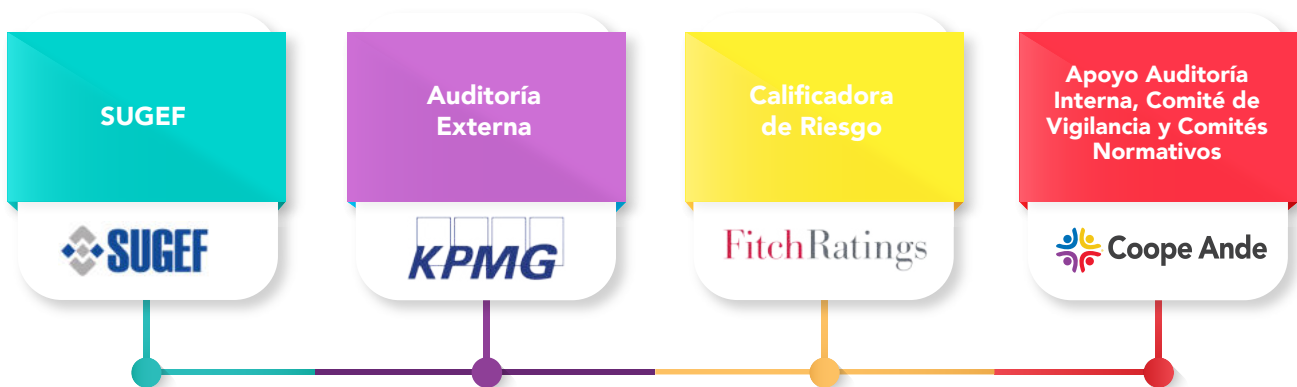 SUGEF
Auditoría
Externa
Calificadora
de Riesgo
Apoyo Auditoría
Interna, Comité de
Vigilancia y Comités
Normativos
SUGEF
KPMG
FitchRatings
Coope Ande